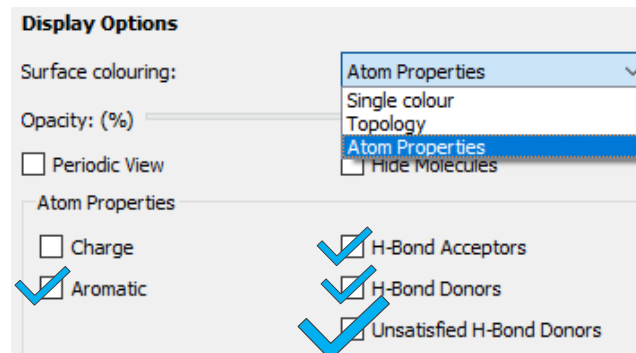 Display Options
Surface colouring: Atom Properties
Single colour
Opacity: (%) Topology
Atom Properties
Periodic View Hide Molecules
Atom Properties
Charge H-Bond Acceptors
Aromatic H-Bond Donors
Unsatisfied H-Bond Donors